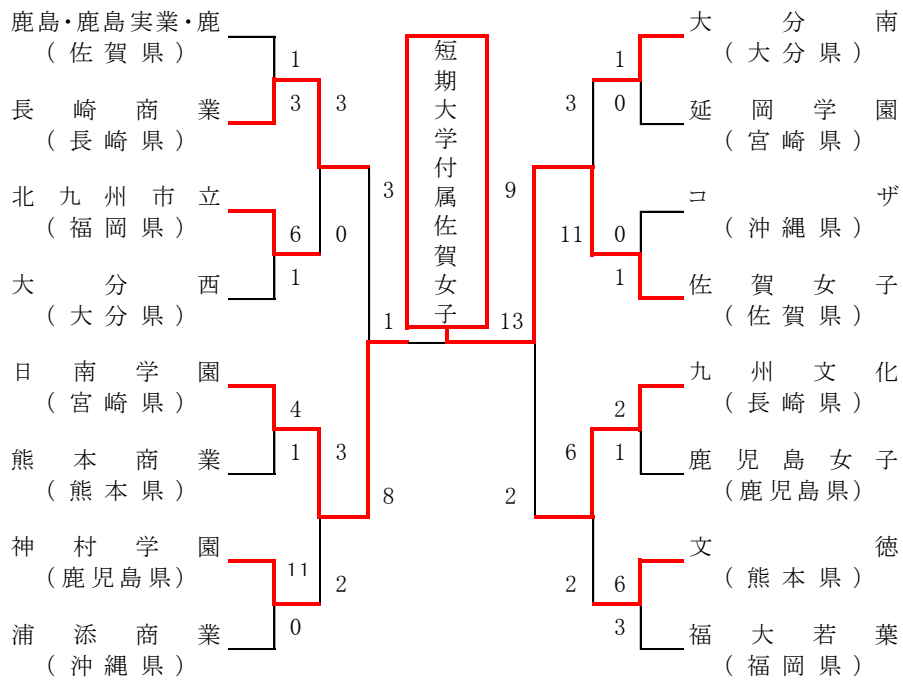 鹿島・鹿島実業・鹿
(佐賀県)
1
長崎商業
(長崎県)
3
3
北九州市立
(福岡県)
6
0
大分西
(大分県)
1
3
日南学園
(宮崎県)
4
熊本商業
(熊本県)
1
3
神村学園
(鹿児島県)
11
2
浦添商業
(沖縄県)
0
8
1
短期大学付属佐賀女子
13
9
大分南
(大分県)
1
3
延岡学園
(宮崎県)
0
コザ
(沖縄県)
0
11
佐賀女子
(佐賀県)
1
九州文化
(長崎県)
2
6
鹿児島女子
(鹿児島県)
1
2
文徳
(熊本県)
6
2
福大若葉
(福岡県)
3